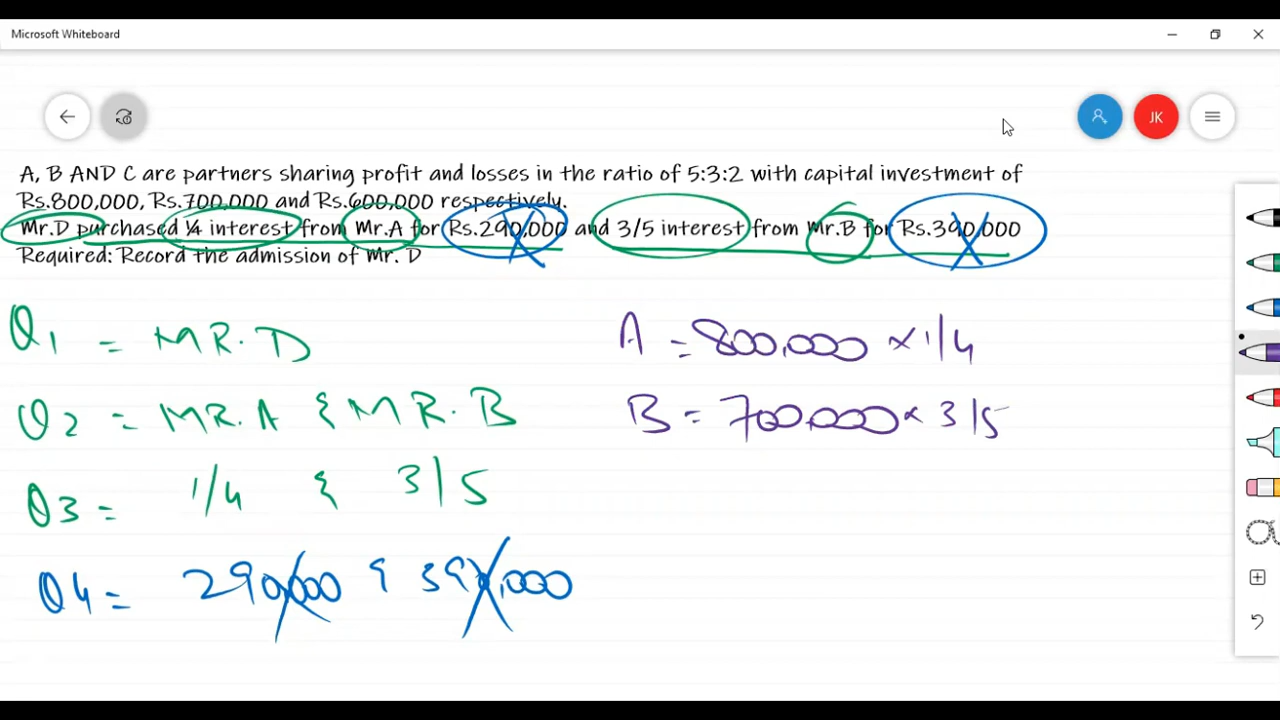 Microsoft Whiteboard
JK
A, B AND C are partners sharing profit and losses in the ratio of 5:3:2 with capital investment of
Rs.800,000, Rs.700,000 and Rs.600,000 respectively.
Mr.D purchased ¼ interest from Mr.A for Rs.290,000 and 3/5 interest from Mr.B for Rs.390,000
Required: Record the admission of Mr. D
Q1 = MR. D
A = 800,000 × 1/4
Q2 = MR. A & MR. B
B = 700,000 × 3/5
Q3 = 1/4 & 3/5
Q4 = 290,000 & 390,000